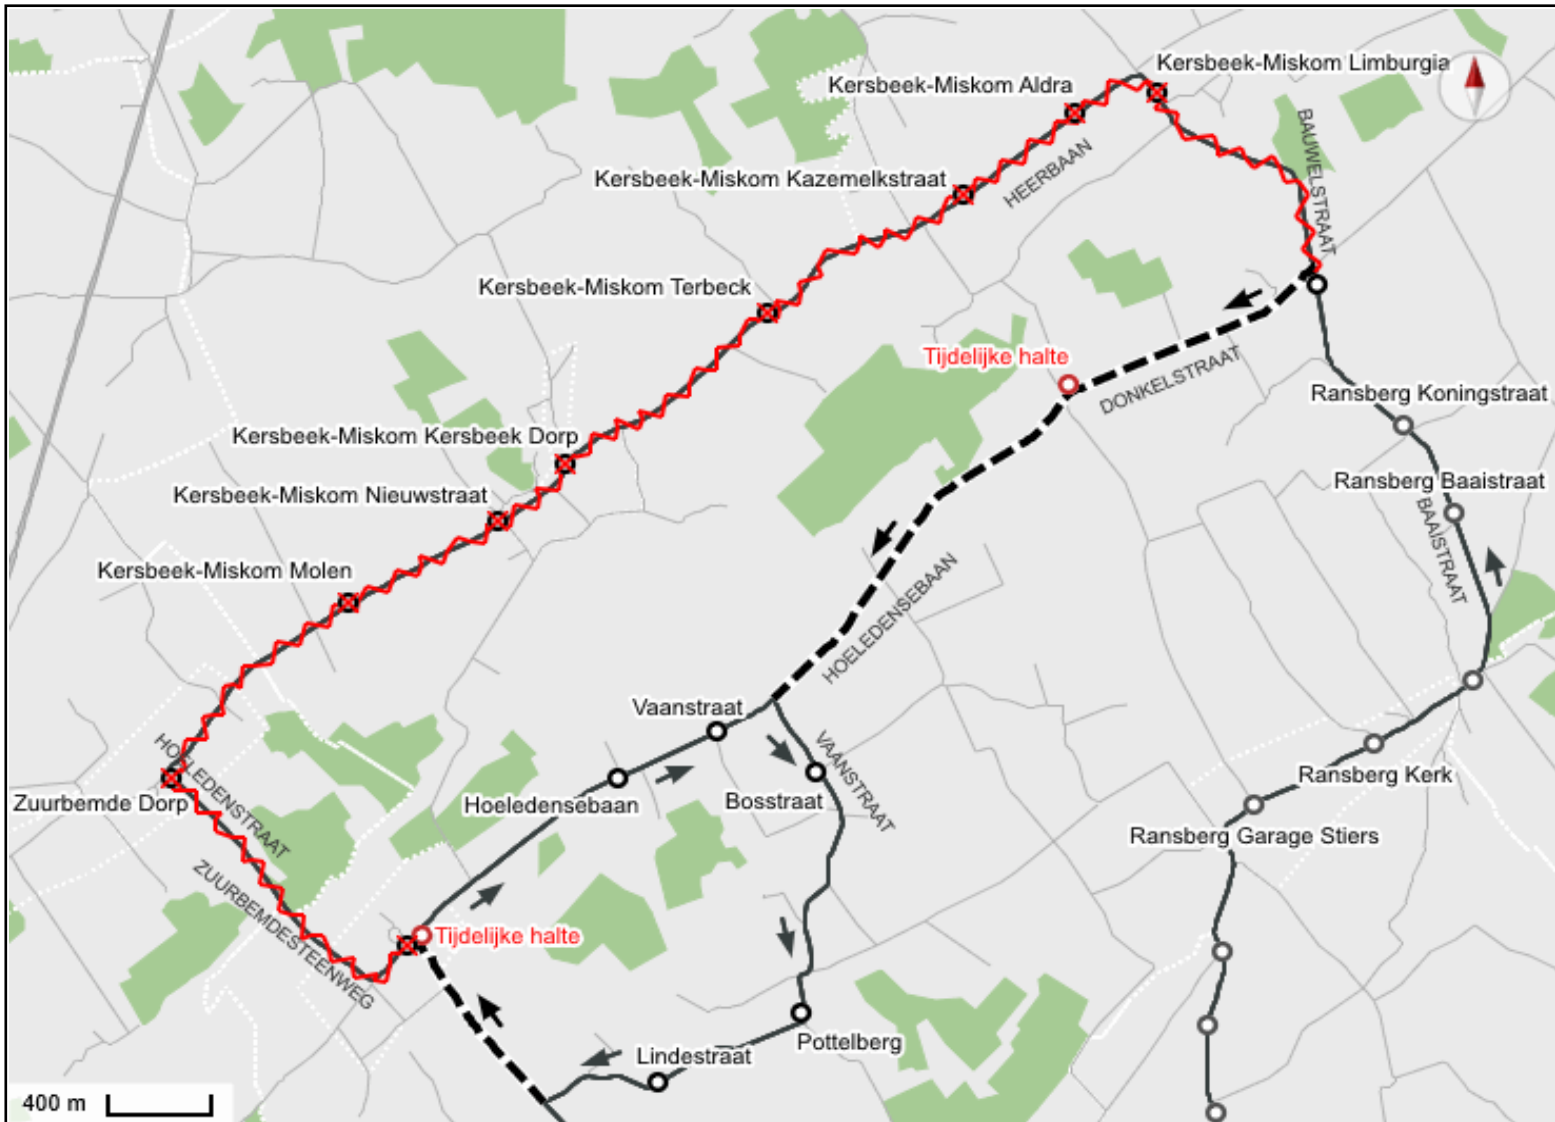 Kersbeek-Miskom Limburgia
Kersbeek-Miskom Aldra
BAUWELSTRAAT
HEERBAAN
Kersbeek-Miskom Kazemelkstraat
Kersbeek-Miskom Terbeck
Tijdelijke halte
DONKELSTRAAT
Ransberg Koningstraat
Kersbeek-Miskom Kersbeek Dorp
Ransberg Baaistraat
Kersbeek-Miskom Nieuwstraat
BAAISTRAAT
Kersbeek-Miskom Molen
HOELEDENSEBAAN
Vaanstraat
VAANSTRAAT
HOELEDENSTRAAT
Ransberg Kerk
Zuurbemde Dorp
Hoeledensebaan
Bosstraat
Ransberg Garage Stiers
ZUURBEMDESTEENWEG
Tijdelijke halte
Pottelberg
Lindestraat
400 m